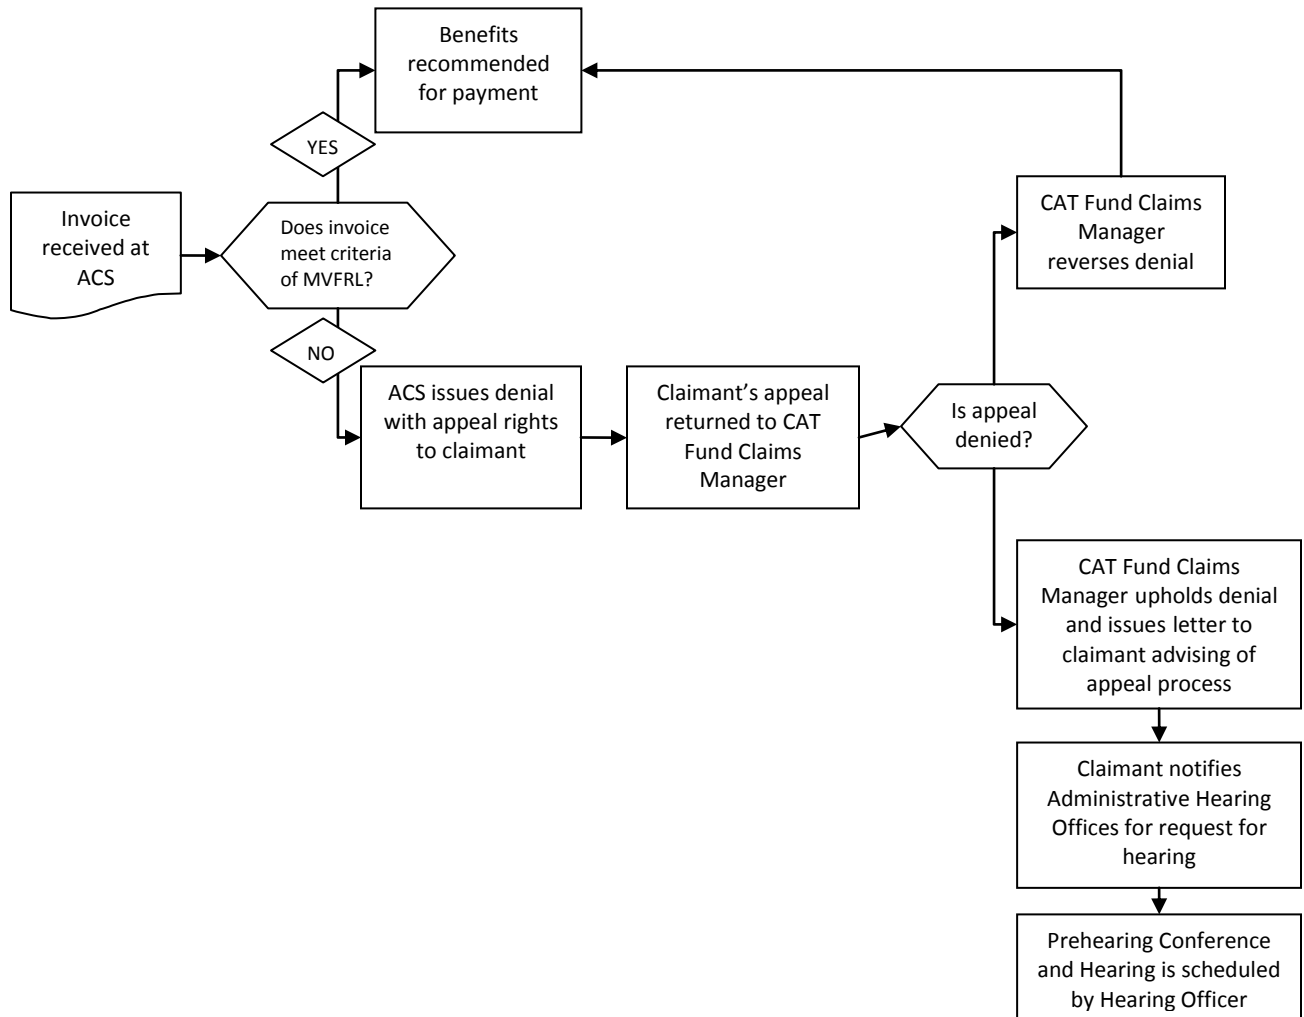 Benefits
recommended
for payment
YES
Invoice
received at
ACS
Does invoice
meet criteria
of MVFRL?
CAT Fund Claims
Manager
reverses denial
NO
ACS issues denial
with appeal rights
to claimant
Claimant’s appeal
returned to CAT
Fund Claims
Manager
Is appeal
denied?
CAT Fund Claims
Manager upholds denial
and issues letter to
claimant advising of
appeal process
Claimant notifies
Administrative Hearing
Offices for request for
hearing
Prehearing Conference
and Hearing is scheduled
by Hearing Officer